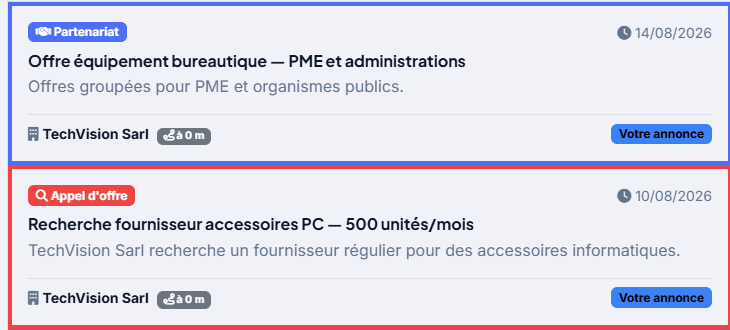 Partenariat
14/08/2026
Offre équipement bureautique — PME et administrations
Offres groupées pour PME et organismes publics.
TechVision Sarl à 0 m
Votre annonce
Appel d'offre
10/08/2026
Recherche fournisseur accessoires PC — 500 unités/mois
TechVision Sarl recherche un fournisseur régulier pour des accessoires informatiques.
TechVision Sarl à 0 m
Votre annonce